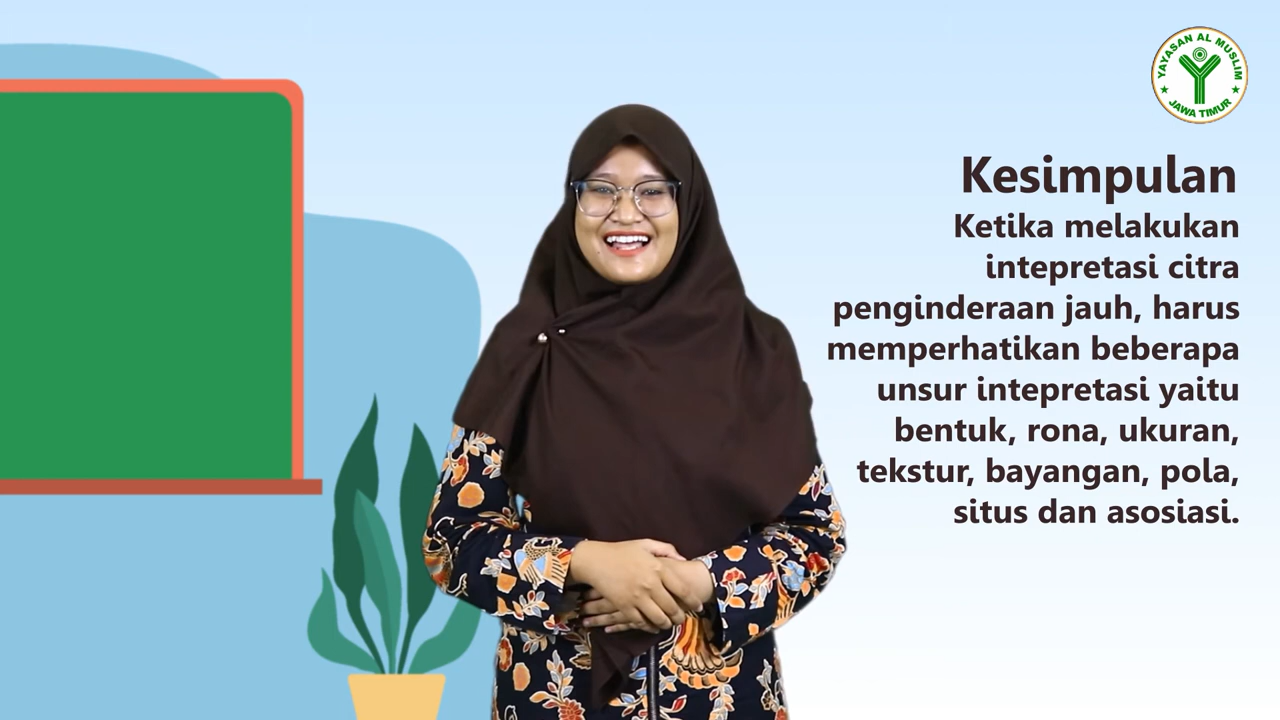 YAYASAN AL MUSLIM
JAWA TIMUR
Kesimpulan
Ketika melakukan
intepretasi citra
penginderaan jauh, harus
memperhatikan beberapa
unsur intepretasi yaitu
bentuk, rona, ukuran,
tekstur, bayangan, pola,
situs dan asosiasi.